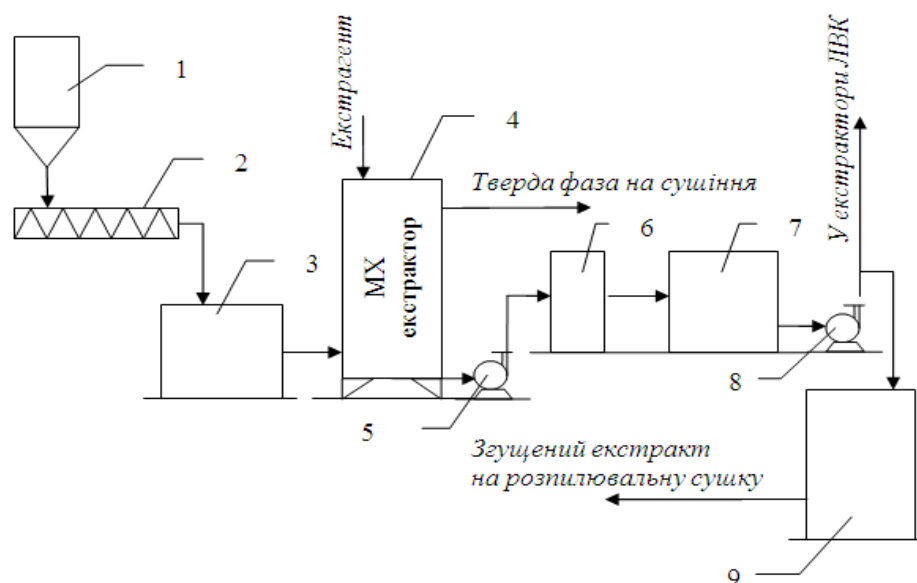 1
2
3
Екстрагент
4
МХ
екстрактор
Тверда фаза на сушіння
5
6
7
У екстрактори ЛВК
8
Згущений екстракт
на розпилювальну сушку
9